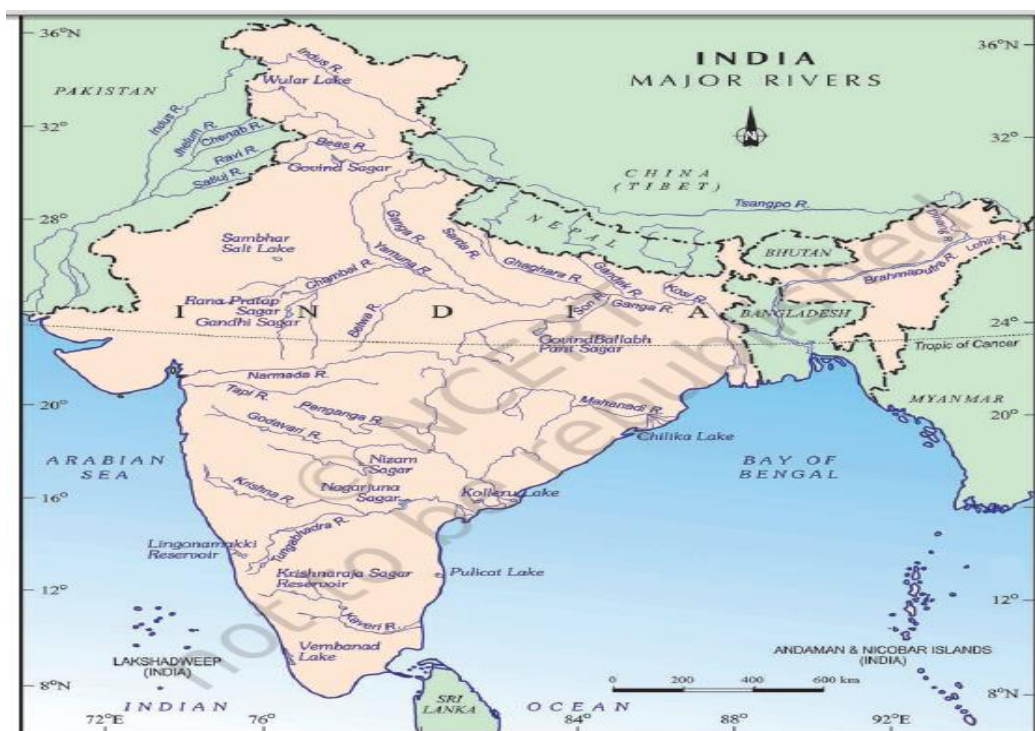 36°N
36°N
INDIA
MAJOR RIVERS
Indus R.
Wular Lake
PAKISTAN
Indus R.
Jhelum R.
Chenab R.
32°
32°
Ravi R.
Beas R.
Satluj R.
Govind Sagar
CHINA
(TIBET)
Tsangpo R.
28°
28°
NEPAL
Dibang R.
Lohit R.
Sambhar
Salt Lake
Ganga R.
Yamuna R.
Sarda R.
Ghaghara R.
Gandak R.
Kosi R.
BHUTAN
Brahmaputra R.
Chambal R.
Rana Pratap
Sagar
Gandhi Sagar
Betwa R.
Son R.
Ganga R.
BANGLADESH
INDIA
24°
Govind Ballabh
Pant Sagar
Tropic of Cancer
Narmada R.
Tapi R.
Penganga R.
Mahanadi R.
MYANMAR
20°
20°
Godavari R.
Chilika Lake
ARABIAN
SEA
Nizam
Sagar
BAY OF
BENGAL
Krishna R.
Nagarjuna
Sagar
Kolleru Lake
16°
16°
Tungabhadra R.
Lingonamakki
Reservoir
Krishnaraja Sagar
Reservoir
Pulicat Lake
12°
12°
Kaveri R.
Vembanad
Lake
LAKSHADWEEP
(INDIA)
ANDAMAN & NICOBAR ISLANDS
(INDIA)
8°N
8°N
0 200 400 600 km
INDIAN OCEAN
SRI
LANKA
72°E
76°
84°
88°
92°E
N
© NCERT
not to be republished